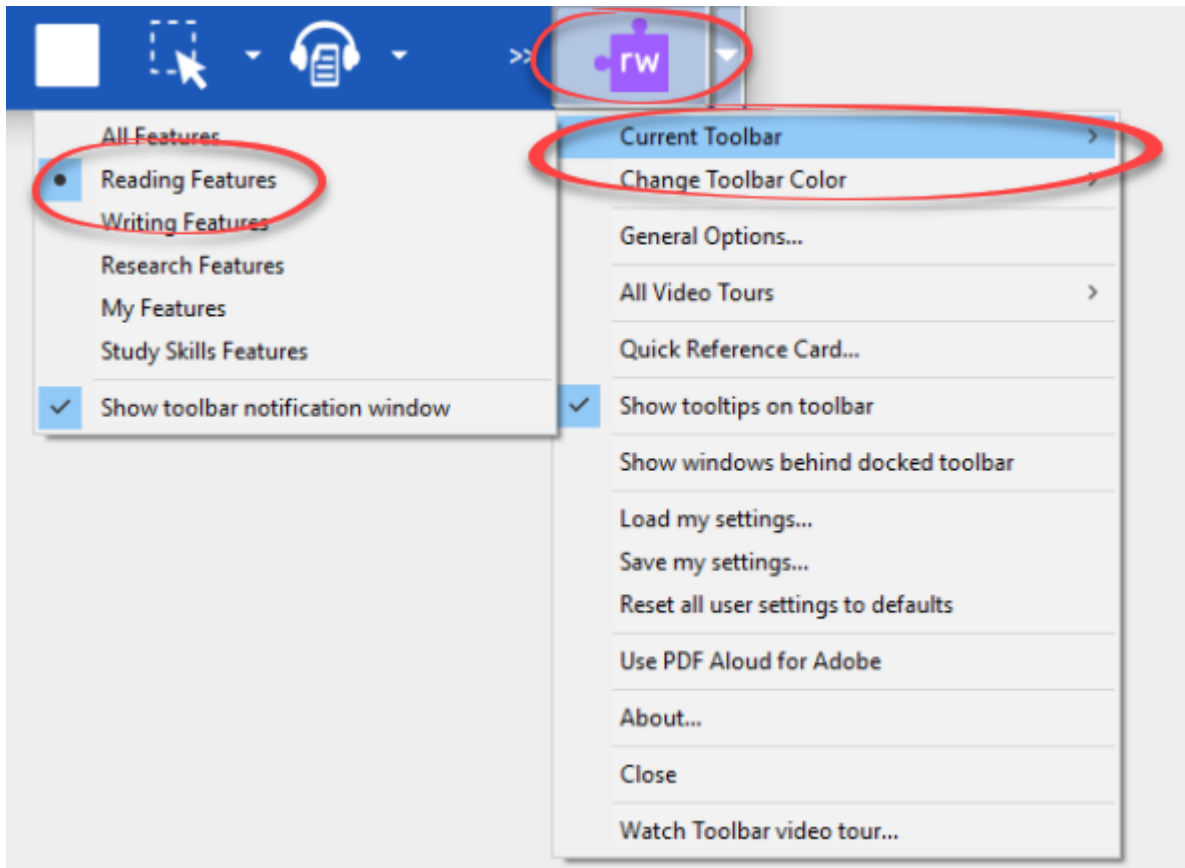 >> rw
All Features
Reading Features
Writing Features
Research Features
My Features
Study Skills Features
Show toolbar notification window
Current Toolbar >
Change Toolbar Color >
General Options...
All Video Tours >
Quick Reference Card...
Show tooltips on toolbar
Show windows behind docked toolbar
Load my settings...
Save my settings...
Reset all user settings to defaults
Use PDF Aloud for Adobe
About...
Close
Watch Toolbar video tour...